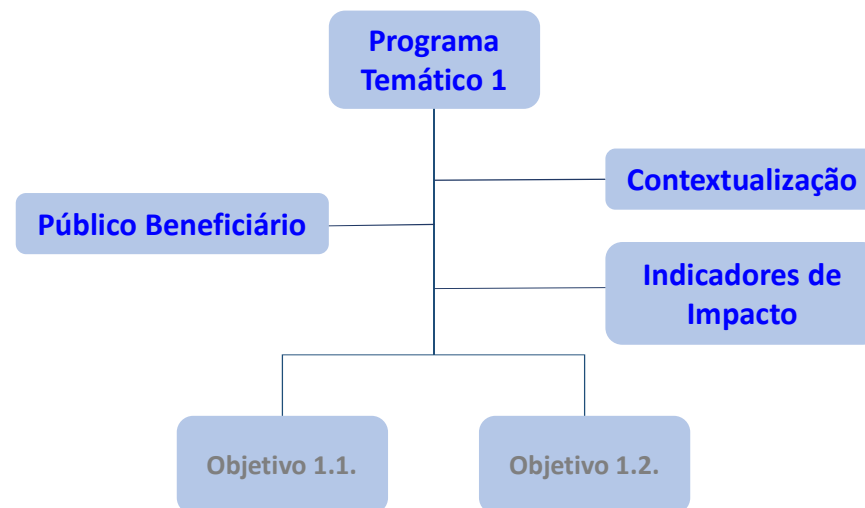 Programa
Temático 1
Contextualização
Público Beneficiário
Indicadores de
Impacto
Objetivo 1.1.
Objetivo 1.2.